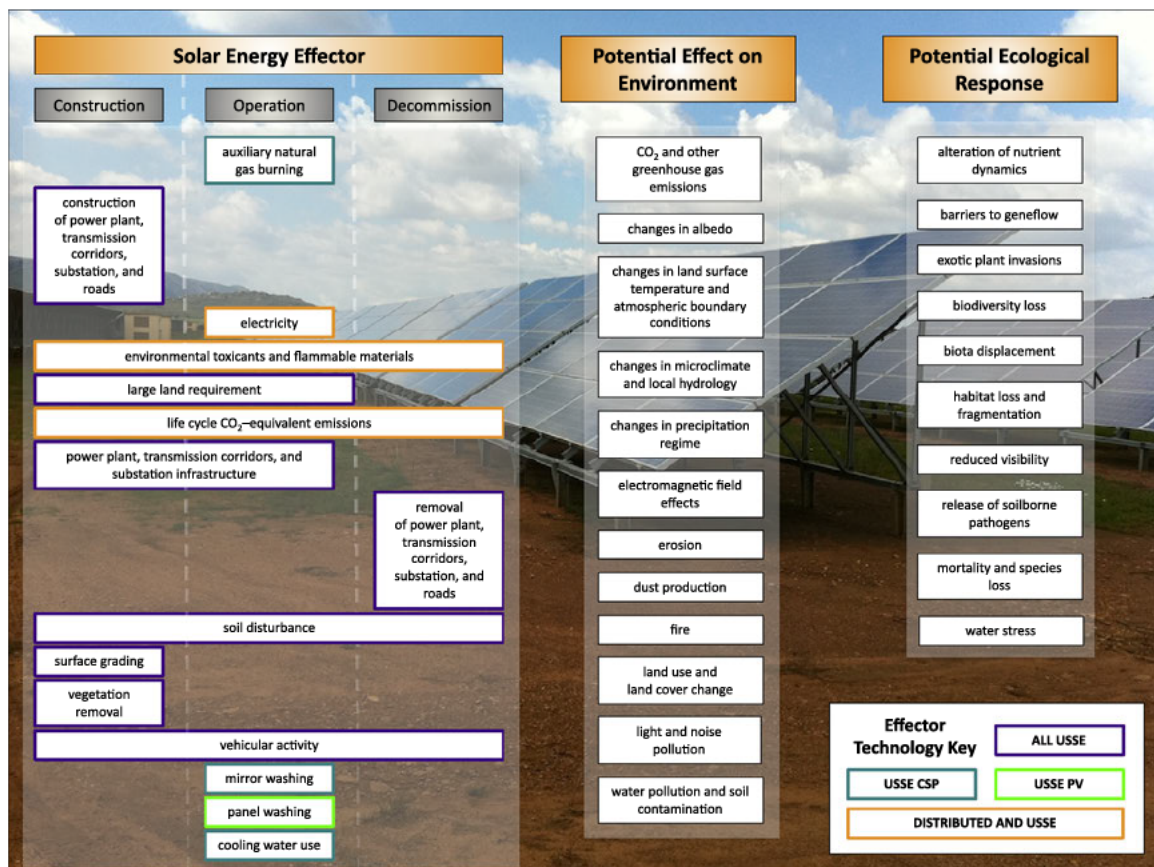 Solar Energy Effector
Construction
Operation
Decommission
auxiliary natural
gas burning
construction
of power plant,
transmission
corridors,
substation, and
roads
electricity
environmental toxicants and flammable materials
large land requirement
life cycle CO₂–equivalent emissions
power plant, transmission corridors, and
substation infrastructure
removal
of power plant,
transmission
corridors,
substation, and
roads
soil disturbance
surface grading
vegetation
removal
vehicular activity
mirror washing
panel washing
cooling water use
Potential Effect on
Environment
CO₂ and other
greenhouse gas
emissions
changes in albedo
changes in land surface
temperature and
atmospheric boundary
conditions
changes in microclimate
and local hydrology
changes in precipitation
regime
electromagnetic field
effects
erosion
dust production
fire
land use and
land cover change
light and noise
pollution
water pollution and soil
contamination
Potential Ecological
Response
alteration of nutrient
dynamics
barriers to geneflow
exotic plant invasions
biodiversity loss
biota displacement
habitat loss and
fragmentation
reduced visibility
release of soilborne
pathogens
mortality and species
loss
water stress
Effector
Technology Key
ALL USSE
USSE CSP
USSE PV
DISTRIBUTED AND USSE